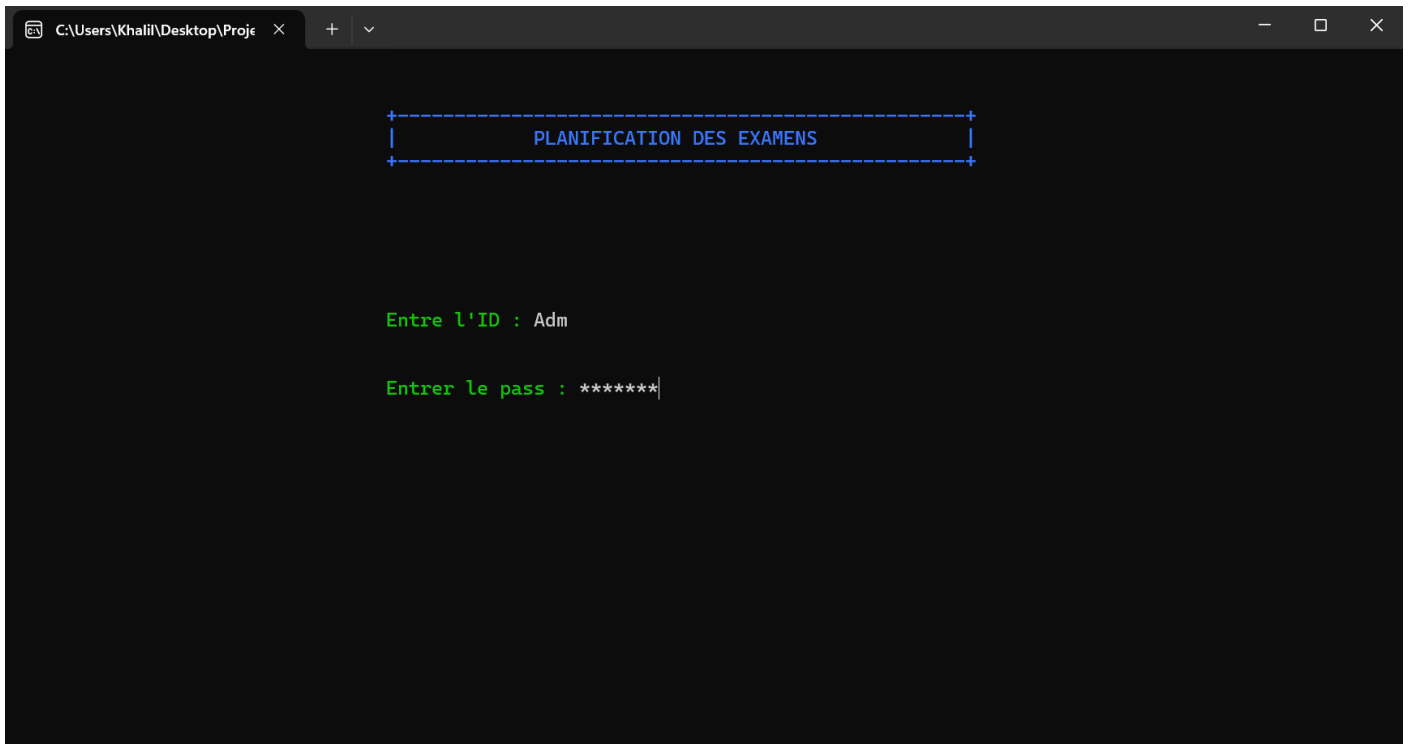 C:\Users\Khalil\Desktop\Proje
+--------------------------------------------------+
| PLANIFICATION DES EXAMENS |
+--------------------------------------------------+
Entre l'ID : Adm
Entrer le pass : *******